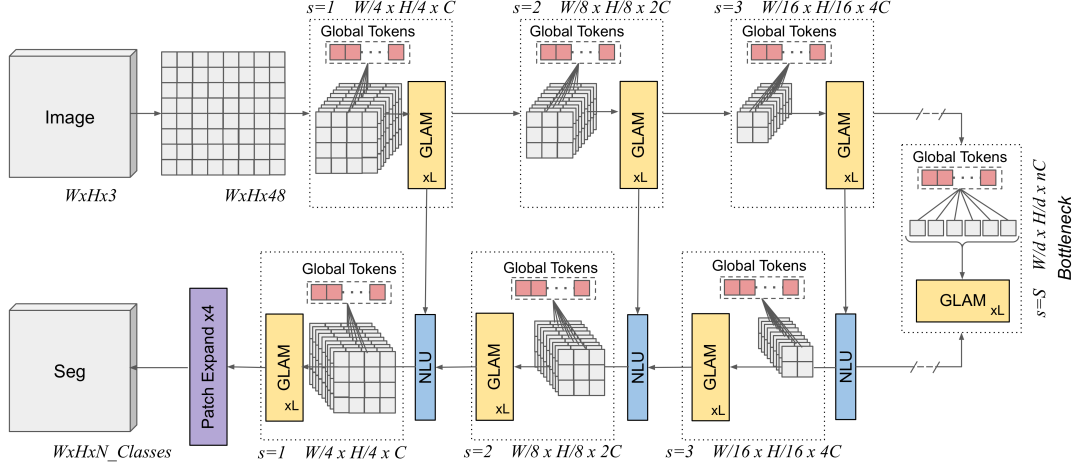 s=1 W/4 x H/4 x C
s=2 W/8 x H/8 x 2C
s=3 W/16 x H/16 x 4C
Global Tokens
Global Tokens
Global Tokens
Image
GLAM
xL
GLAM
xL
GLAM
xL
WxHx3
WxHx48
Global Tokens
GLAM
xL
s=S W/d x H/d x nC
Bottleneck
Global Tokens
Global Tokens
Global Tokens
Seg
Patch Expand x4
GLAM
xL
NLU
GLAM
xL
NLU
GLAM
xL
NLU
WxHxN_Classes
s=1 W/4 x H/4 x C
s=2 W/8 x H/8 x 2C
s=3 W/16 x H/16 x 4C